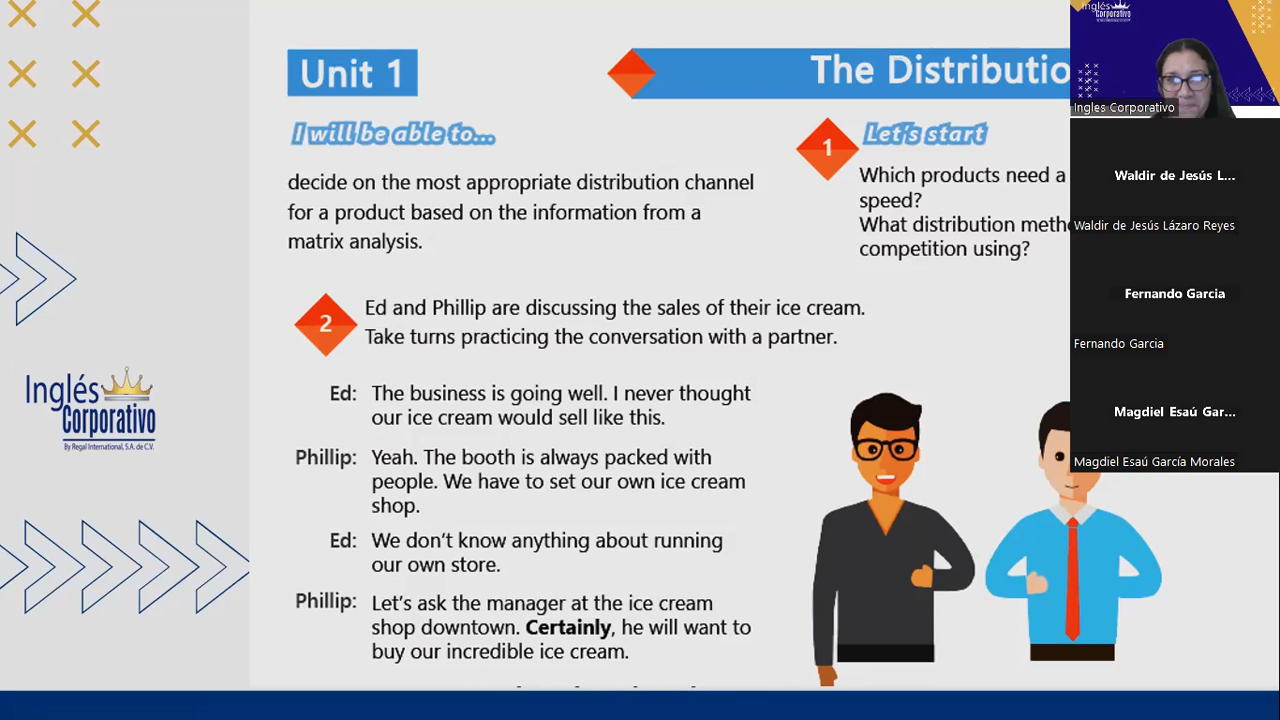 Unit 1
The Distributio
I will be able to...
decide on the most appropriate distribution channel
for a product based on the information from a
matrix analysis.
1
Let's start
Which products need a
speed?
What distribution meth
competition using?
2
Ed and Phillip are discussing the sales of their ice cream.
Take turns practicing the conversation with a partner.
Ed: The business is going well. I never thought
our ice cream would sell like this.
Phillip: Yeah. The booth is always packed with
people. We have to set our own ice cream
shop.
Ed: We don't know anything about running
our own store.
Phillip: Let's ask the manager at the ice cream
shop downtown. Certainly, he will want to
buy our incredible ice cream.
Inglés
Corporativo
By Regal International, S.A. de C.V.
Inglés
Corporativo
Ingles Corporativo
Waldir de Jesús L...
Waldir de Jesús Lázaro Reyes
Fernando Garcia
Fernando Garcia
Magdiel Esaú Gar...
Magdiel Esaú García Morales